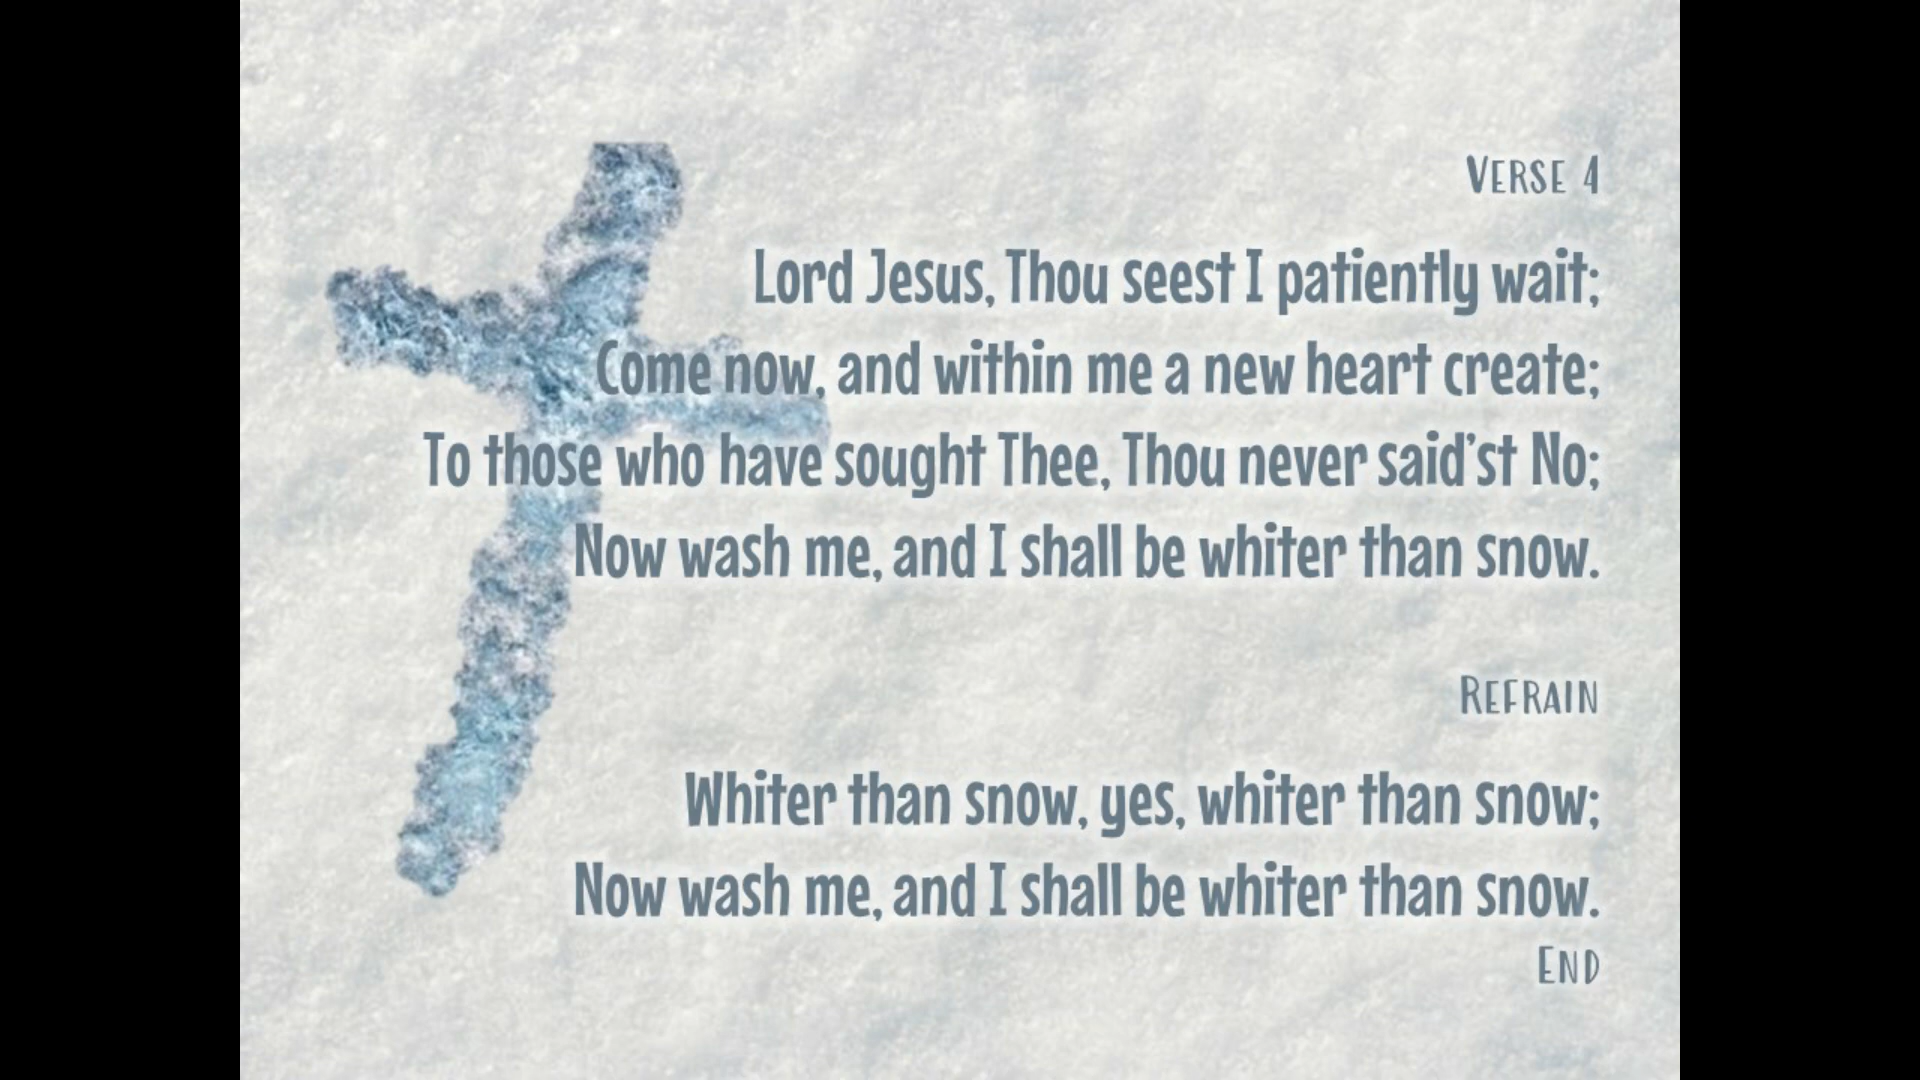 Verse 4
Lord Jesus, Thou seest I patiently wait;
Come now, and within me a new heart create;
To those who have sought Thee, Thou never said'st No;
Now wash me, and I shall be whiter than snow.
Refrain
Whiter than snow, yes, whiter than snow;
Now wash me, and I shall be whiter than snow.
End